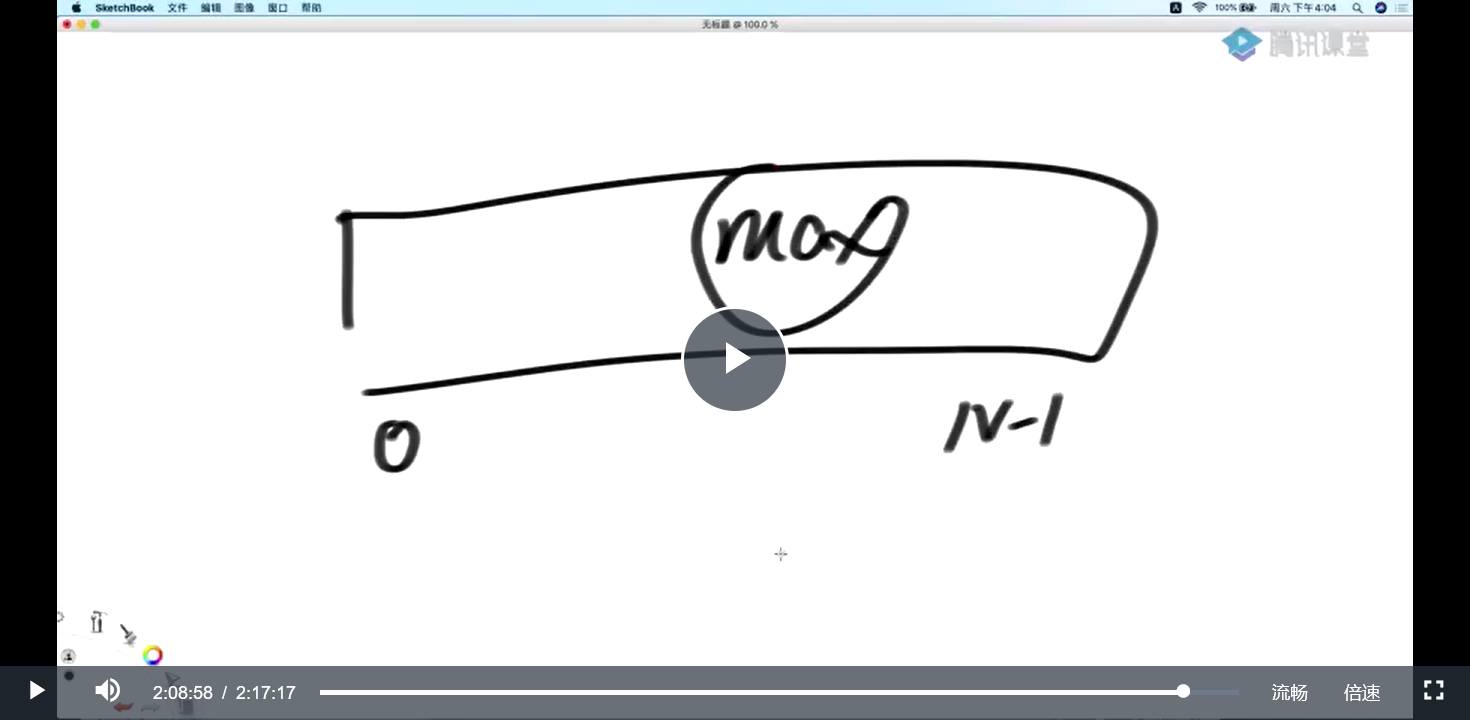 SketchBook 文件 编辑 图像 窗口 帮助
A 100% 周六下午4:04
无标题 @ 100.0 %
腾讯课堂
max
0
N-1
2:08:58 / 2:17:17 流畅 倍速